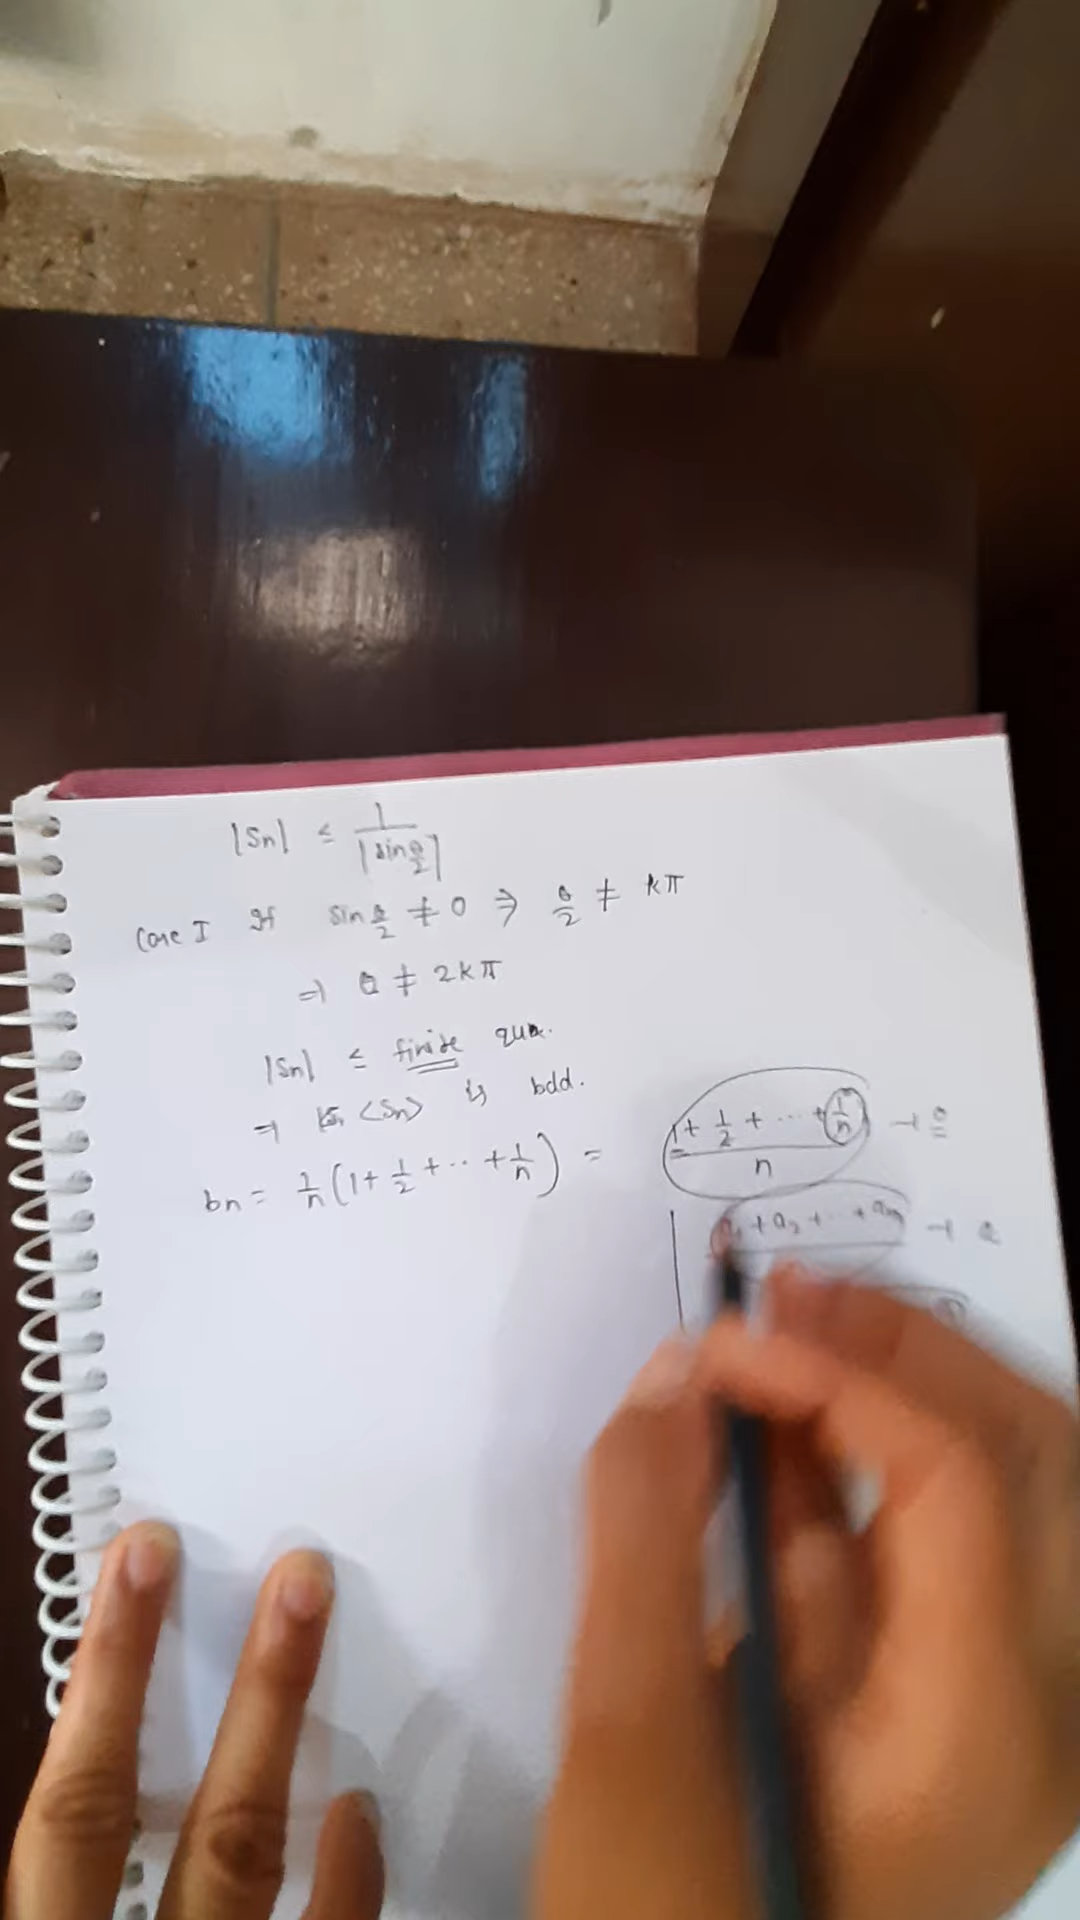 |Sn| ≤ 1/|sin θ/2|
Case I If sin θ/2 ≠ 0 ⇒ θ/2 ≠ kπ
⇒ θ ≠ 2kπ
|Sn| ≤ finite qua.
⇒ <Sn> is bdd.
bn = 1/n (1 + 1/2 + ... + 1/n) = (1 + 1/2 + ... + 1/n)/n → 0
a1 + a2 + ... + an →